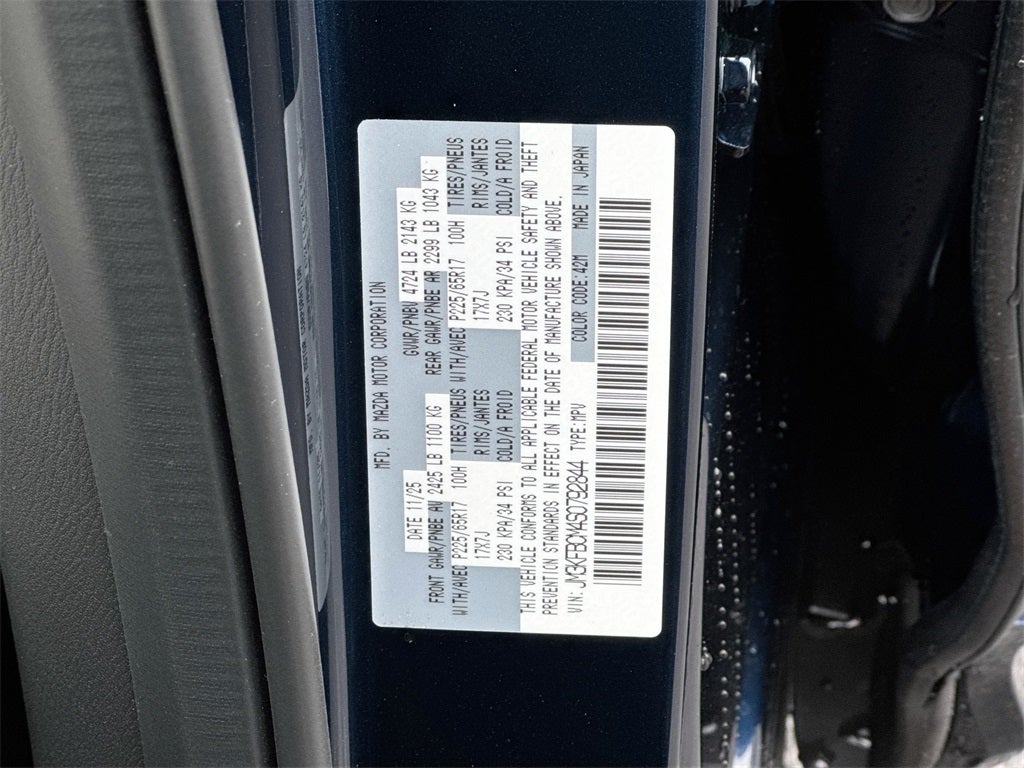 MFD. BY MAZDA MOTOR CORPORATION
DATE 11/25 GVWR/PNBV 4724 LB 2143 KG
FRONT GAWR/PNBE AV 2425 LB 1100 KG REAR GAWR/PNBE AR 2299 LB 1043 KG
WITH/AVEC P225/65R17 100H TIRES/PNEUS WITH/AVEC P225/65R17 100H TIRES/PNEUS
17X7J RIMS/JANTES 17X7J RIMS/JANTES
230 KPA/34 PSI COLD/A FROID 230 KPA/34 PSI COLD/A FROID
THIS VEHICLE CONFORMS TO ALL APPLICABLE FEDERAL MOTOR VEHICLE SAFETY AND THEFT
PREVENTION STANDARDS IN EFFECT ON THE DATE OF MANUFACTURE SHOWN ABOVE.
VIN: JM3KFBCM4S0792844 TYPE:MPV COLOR CODE:42M MADE IN JAPAN